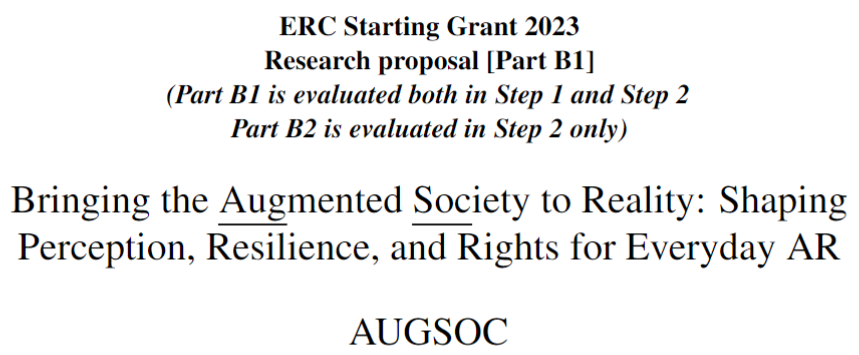 ERC Starting Grant 2023
Research proposal [Part B1]
(Part B1 is evaluated both in Step 1 and Step 2
Part B2 is evaluated in Step 2 only)
Bringing the Augmented Society to Reality: Shaping
Perception, Resilience, and Rights for Everyday AR
AUGSOC